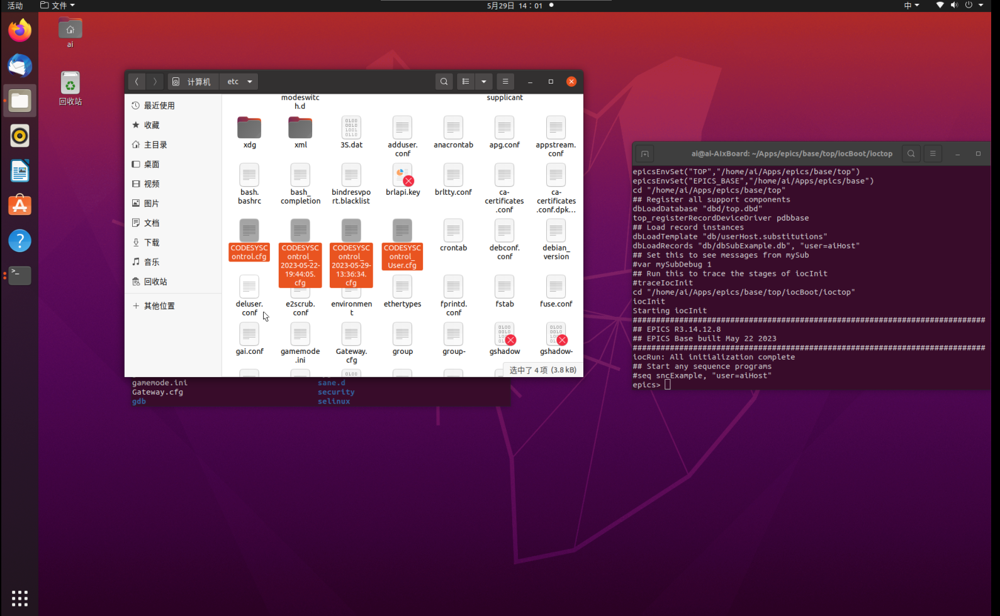 活动
文件
5月29日 14：01
中
ai
回收站
计算机
etc
最近使用
收藏
主目录
桌面
视频
图片
文档
下载
音乐
回收站
+ 其他位置
modeswitc
h.d
supplicant
xdg
xml
3S.dat
adduser.
conf
anacrontab
apg.conf
appstream.
conf
bash.
bashrc
bash_
completion
bindresvpo
rt.blacklist
brlapi.key
brltty.conf
ca-
certificates
.conf
ca-
certificates
.conf.dpk...
CODESYSC
ontrol.cfg
CODESYSC
ontrol_
2023-05-22-
19:44:05.
cfg
CODESYSC
ontrol_
2023-05-29-
13:36:34.
cfg
CODESYSC
ontrol_
User.cfg
crontab
debconf.
conf
debian_
version
deluser.
conf
e2scrub.
conf
environmen
t
ethertypes
fprintd.
conf
fstab
fuse.conf
gai.conf
gamemode
.ini
Gateway.
cfg
group
group-
gshadow
gshadow-
选中了 4 项 (3.8 kB)
gamemode.ini
Gateway.cfg
gdb
sane.d
security
selinux
ai@ai-AIxBoard: ~/Apps/epics/base/top/iocBoot/ioctop
epicsEnvSet("TOP","/home/ai/Apps/epics/base/top")
epicsEnvSet("EPICS_BASE","/home/ai/Apps/epics/base")
cd "/home/ai/Apps/epics/base/top"
## Register all support components
dbLoadDatabase "dbd/top.dbd"
top_registerRecordDeviceDriver pdbbase
## Load record instances
dbLoadTemplate "db/userHost.substitutions"
dbLoadRecords "db/dbSubExample.db", "user=aiHost"
## Set this to see messages from mySub
#var mySubDebug 1
## Run this to trace the stages of iocInit
#traceIocInit
cd "/home/ai/Apps/epics/base/top/iocBoot/ioctop"
iocInit
Starting iocInit
############################################################################
## EPICS R3.14.12.8
## EPICS Base built May 22 2023
############################################################################
iocRun: All initialization complete
## Start any sequence programs
#seq sncExample, "user=aiHost"
epics>